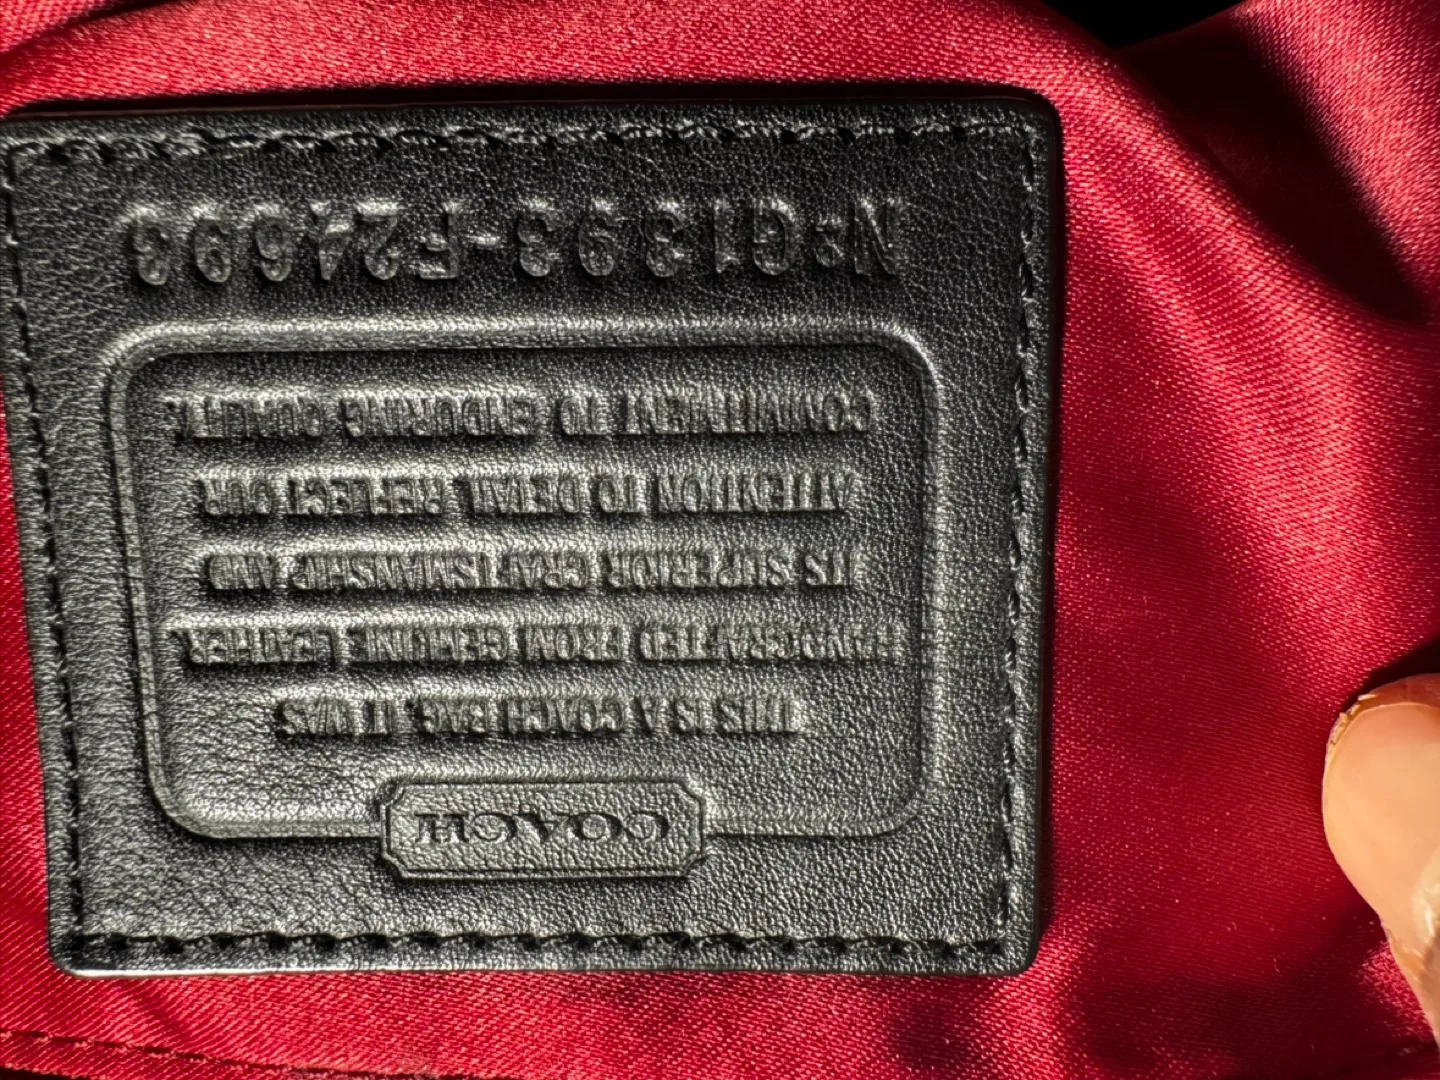 COACH
THIS IS A COACH BAG. IT WAS
HANDCRAFTED FROM GENUINE LEATHER.
ITS SUPERIOR CRAFTSMANSHIP AND
ATTENTION TO DETAIL REFLECT OUR
COMMITMENT TO ENDURING QUALITY.
Nº G1393-F24693